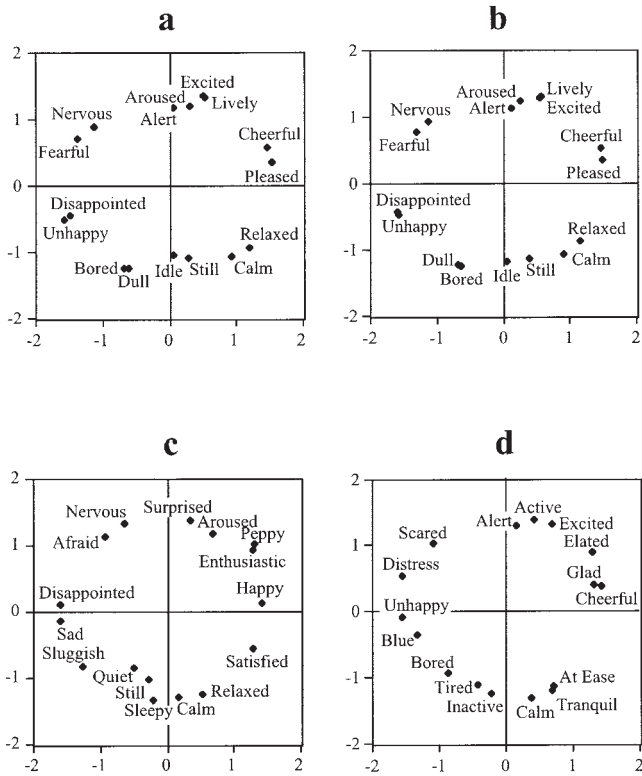 a
2
Excited
Aroused
Lively
Alert
Nervous
1
Fearful
Cheerful
Pleased
0
Disappointed
Unhappy
Relaxed
-1
Bored
Dull
Idle
Still
Calm
-2
-2
-1
0
1
2
b
2
Aroused
Lively
Alert
Excited
Nervous
1
Fearful
Cheerful
Pleased
0
Disappointed
Unhappy
Relaxed
-1
Dull
Bored
Idle
Still
Calm
-2
-2
-1
0
1
2
c
2
Surprised
Nervous
Aroused
Peppy
Afraid
1
Enthusiastic
Disappointed
Happy
0
Sad
Sluggish
Satisfied
-1
Quiet
Still
Sleepy
Calm
Relaxed
-2
-2
-1
0
1
2
d
2
Active
Alert
Excited
Scared
Elated
1
Distress
Glad
Cheerful
Unhappy
0
Blue
Bored
At Ease
-1
Tired
Inactive
Calm
Tranquil
-2
-2
-1
0
1
2